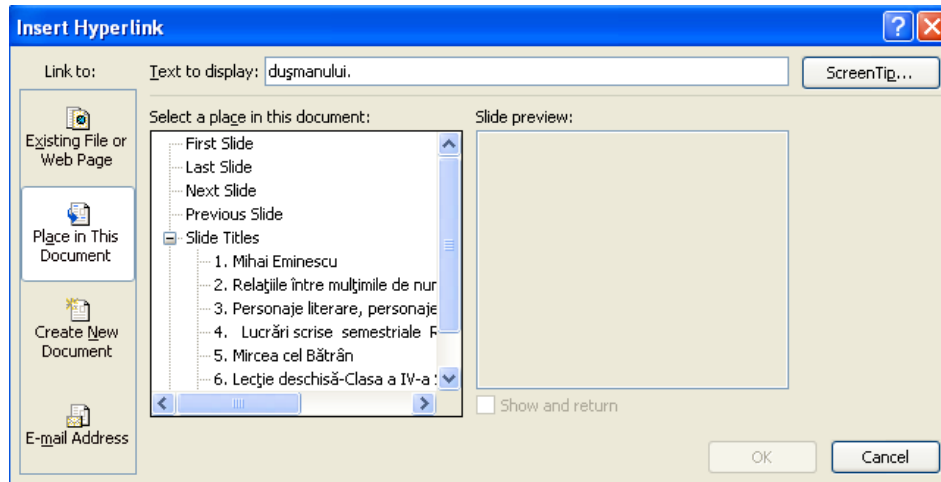 Insert Hyperlink
Link to:
Text to display: duşmanului.
ScreenTip...
Existing File or
Web Page
Place in This
Document
Create New
Document
E-mail Address
Select a place in this document:
First Slide
Last Slide
Next Slide
Previous Slide
Slide Titles
1. Mihai Eminescu
2. Relaţiile între mulţimile de nur
3. Personaje literare, personaje
4. Lucrări scrise semestriale R
5. Mircea cel Bătrân
6. Lecţie deschisă-Clasa a IV-a
Slide preview:
Show and return
OK
Cancel